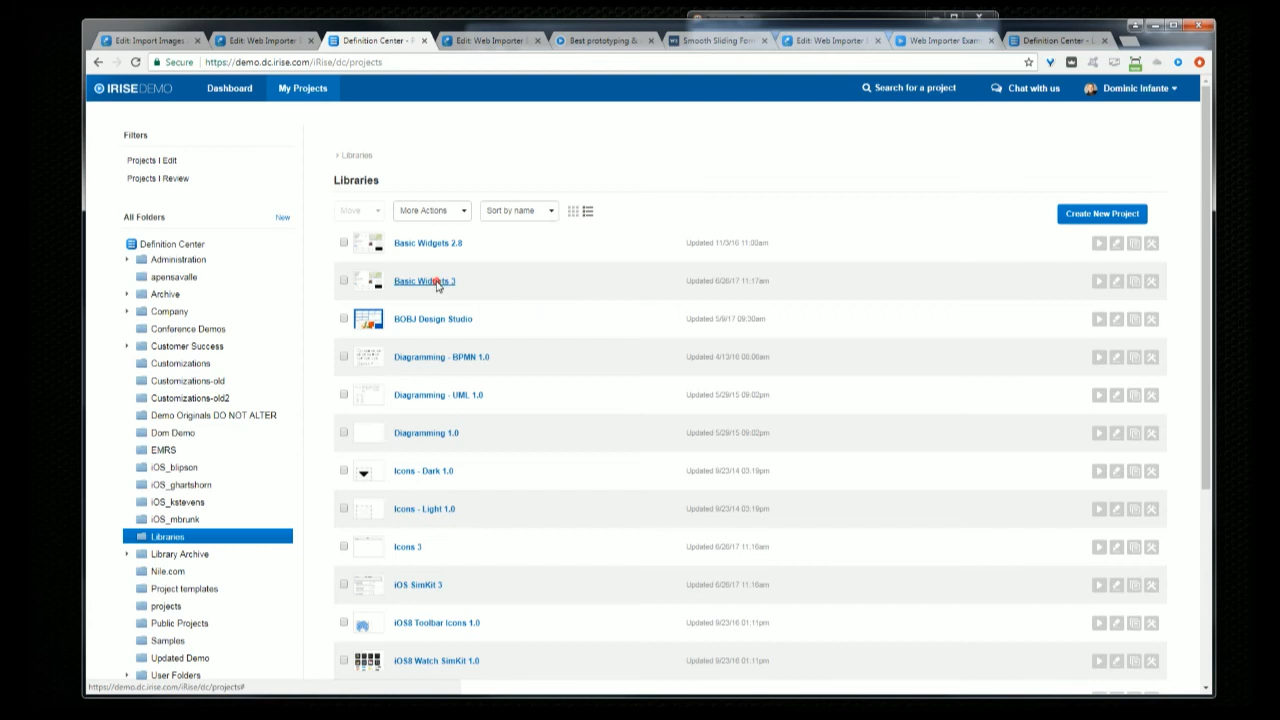 Edit: Import Images
Edit: Web Importer
Definition Center - P
Edit: Web Importer
Best prototyping &
Smooth Sliding For
Edit: Web Importer
Web Importer Exam
Definition Center - L
Secure https://demo.dc.irise.com/iRise/dc/projects
IRISE DEMO Dashboard My Projects Search for a project Chat with us Dominic Infante
Filters
Projects I Edit
Projects I Review
All Folders New
Definition Center
Administration
apensavalle
Archive
Company
Conference Demos
Customer Success
Customizations
Customizations-old
Customizations-old2
Demo Originals DO NOT ALTER
Dom Demo
EMRS
iOS_blipson
iOS_ghartshorn
iOS_kstevens
iOS_mbrunk
Libraries
Library Archive
Nile.com
Project templates
projects
Public Projects
Samples
Updated Demo
User Folders
Libraries
Libraries
Move More Actions Sort by name Create New Project
Basic Widgets 2.8 Updated 11/3/16 11:00am
Basic Widgets 3 Updated 6/26/17 11:17am
BOBJ Design Studio Updated 5/9/17 09:30am
Diagramming - BPMN 1.0 Updated 4/13/16 08:06am
Diagramming - UML 1.0 Updated 5/29/15 09:02pm
Diagramming 1.0 Updated 5/29/15 09:02pm
Icons - Dark 1.0 Updated 9/23/14 03:19pm
Icons - Light 1.0 Updated 9/23/14 03:19pm
Icons 3 Updated 6/26/17 11:16am
iOS SimKit 3 Updated 6/26/17 11:16am
iOS8 Toolbar Icons 1.0 Updated 9/23/16 01:11pm
iOS8 Watch SimKit 1.0 Updated 9/23/16 01:11pm
https://demo.dc.irise.com/iRise/dc/projects#